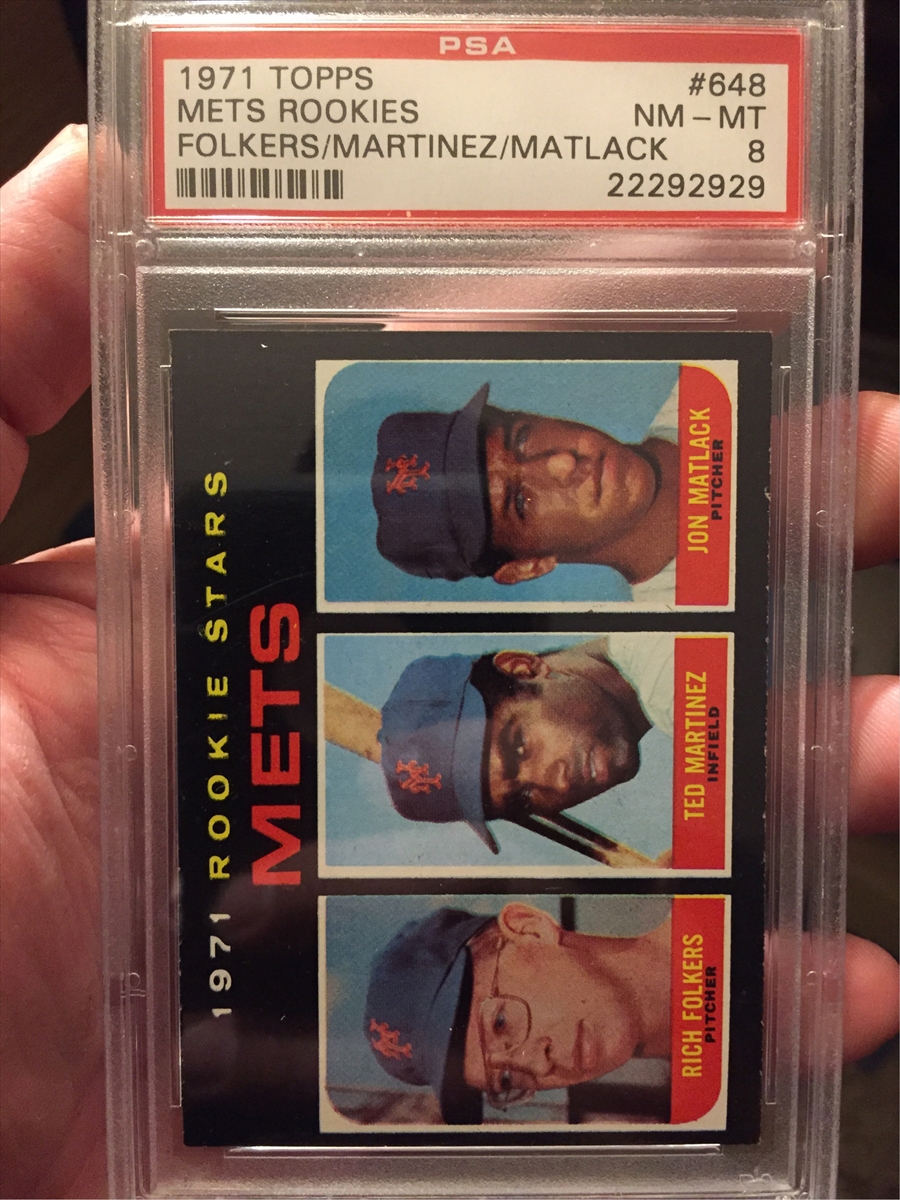 PSA
1971 TOPPS #648
METS ROOKIES NM - MT
FOLKERS/MARTINEZ/MATLACK 8
22292929
1971 ROOKIE STARS
METS
RICH FOLKERS
PITCHER
TED MARTINEZ
INFIELD
JON MATLACK
PITCHER